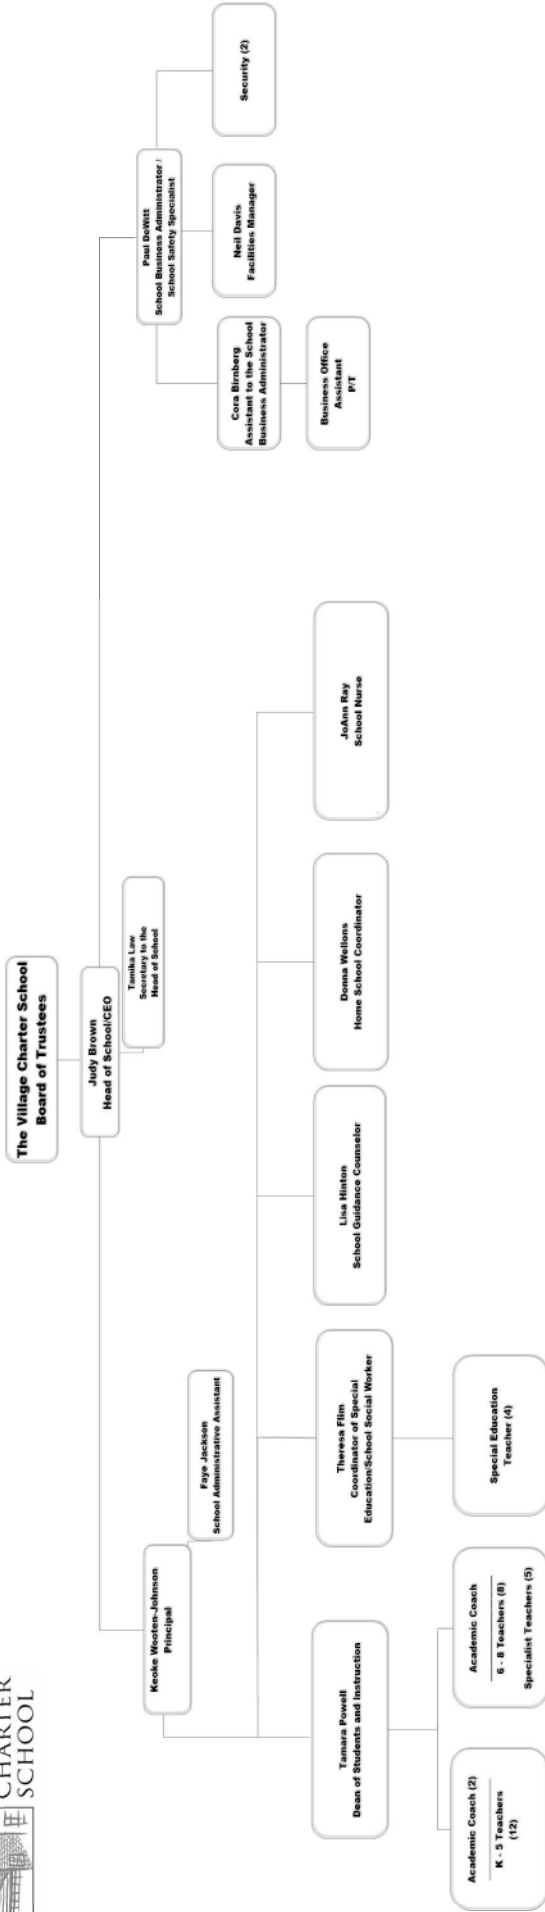 CHARTER
SCHOOL
The Village Charter School
Board of Trustees
Judy Brown
Head of School/CEO
Tamika Law
Secretary to the
Head of School
Keoke Wooten-Johnson
Principal
Faye Jackson
School Administrative Assistant
Paul DeWitt
School Business Administrator /
School Safety Specialist
Tamara Powell
Dean of Students and Instruction
Theresa Flim
Coordinator of Special
Education/School Social Worker
Lisa Hinton
School Guidance Counselor
Donna Wellons
Home School Coordinator
JoAnn Ray
School Nurse
Cora Birnberg
Assistant to the School
Business Administrator
Neil Davis
Facilities Manager
Security (2)
Business Office
Assistant
P/T
Academic Coach (2)
K - 5 Teachers
(12)
Academic Coach
6 - 8 Teachers (8)
Specialist Teachers (5)
Special Education
Teacher (4)